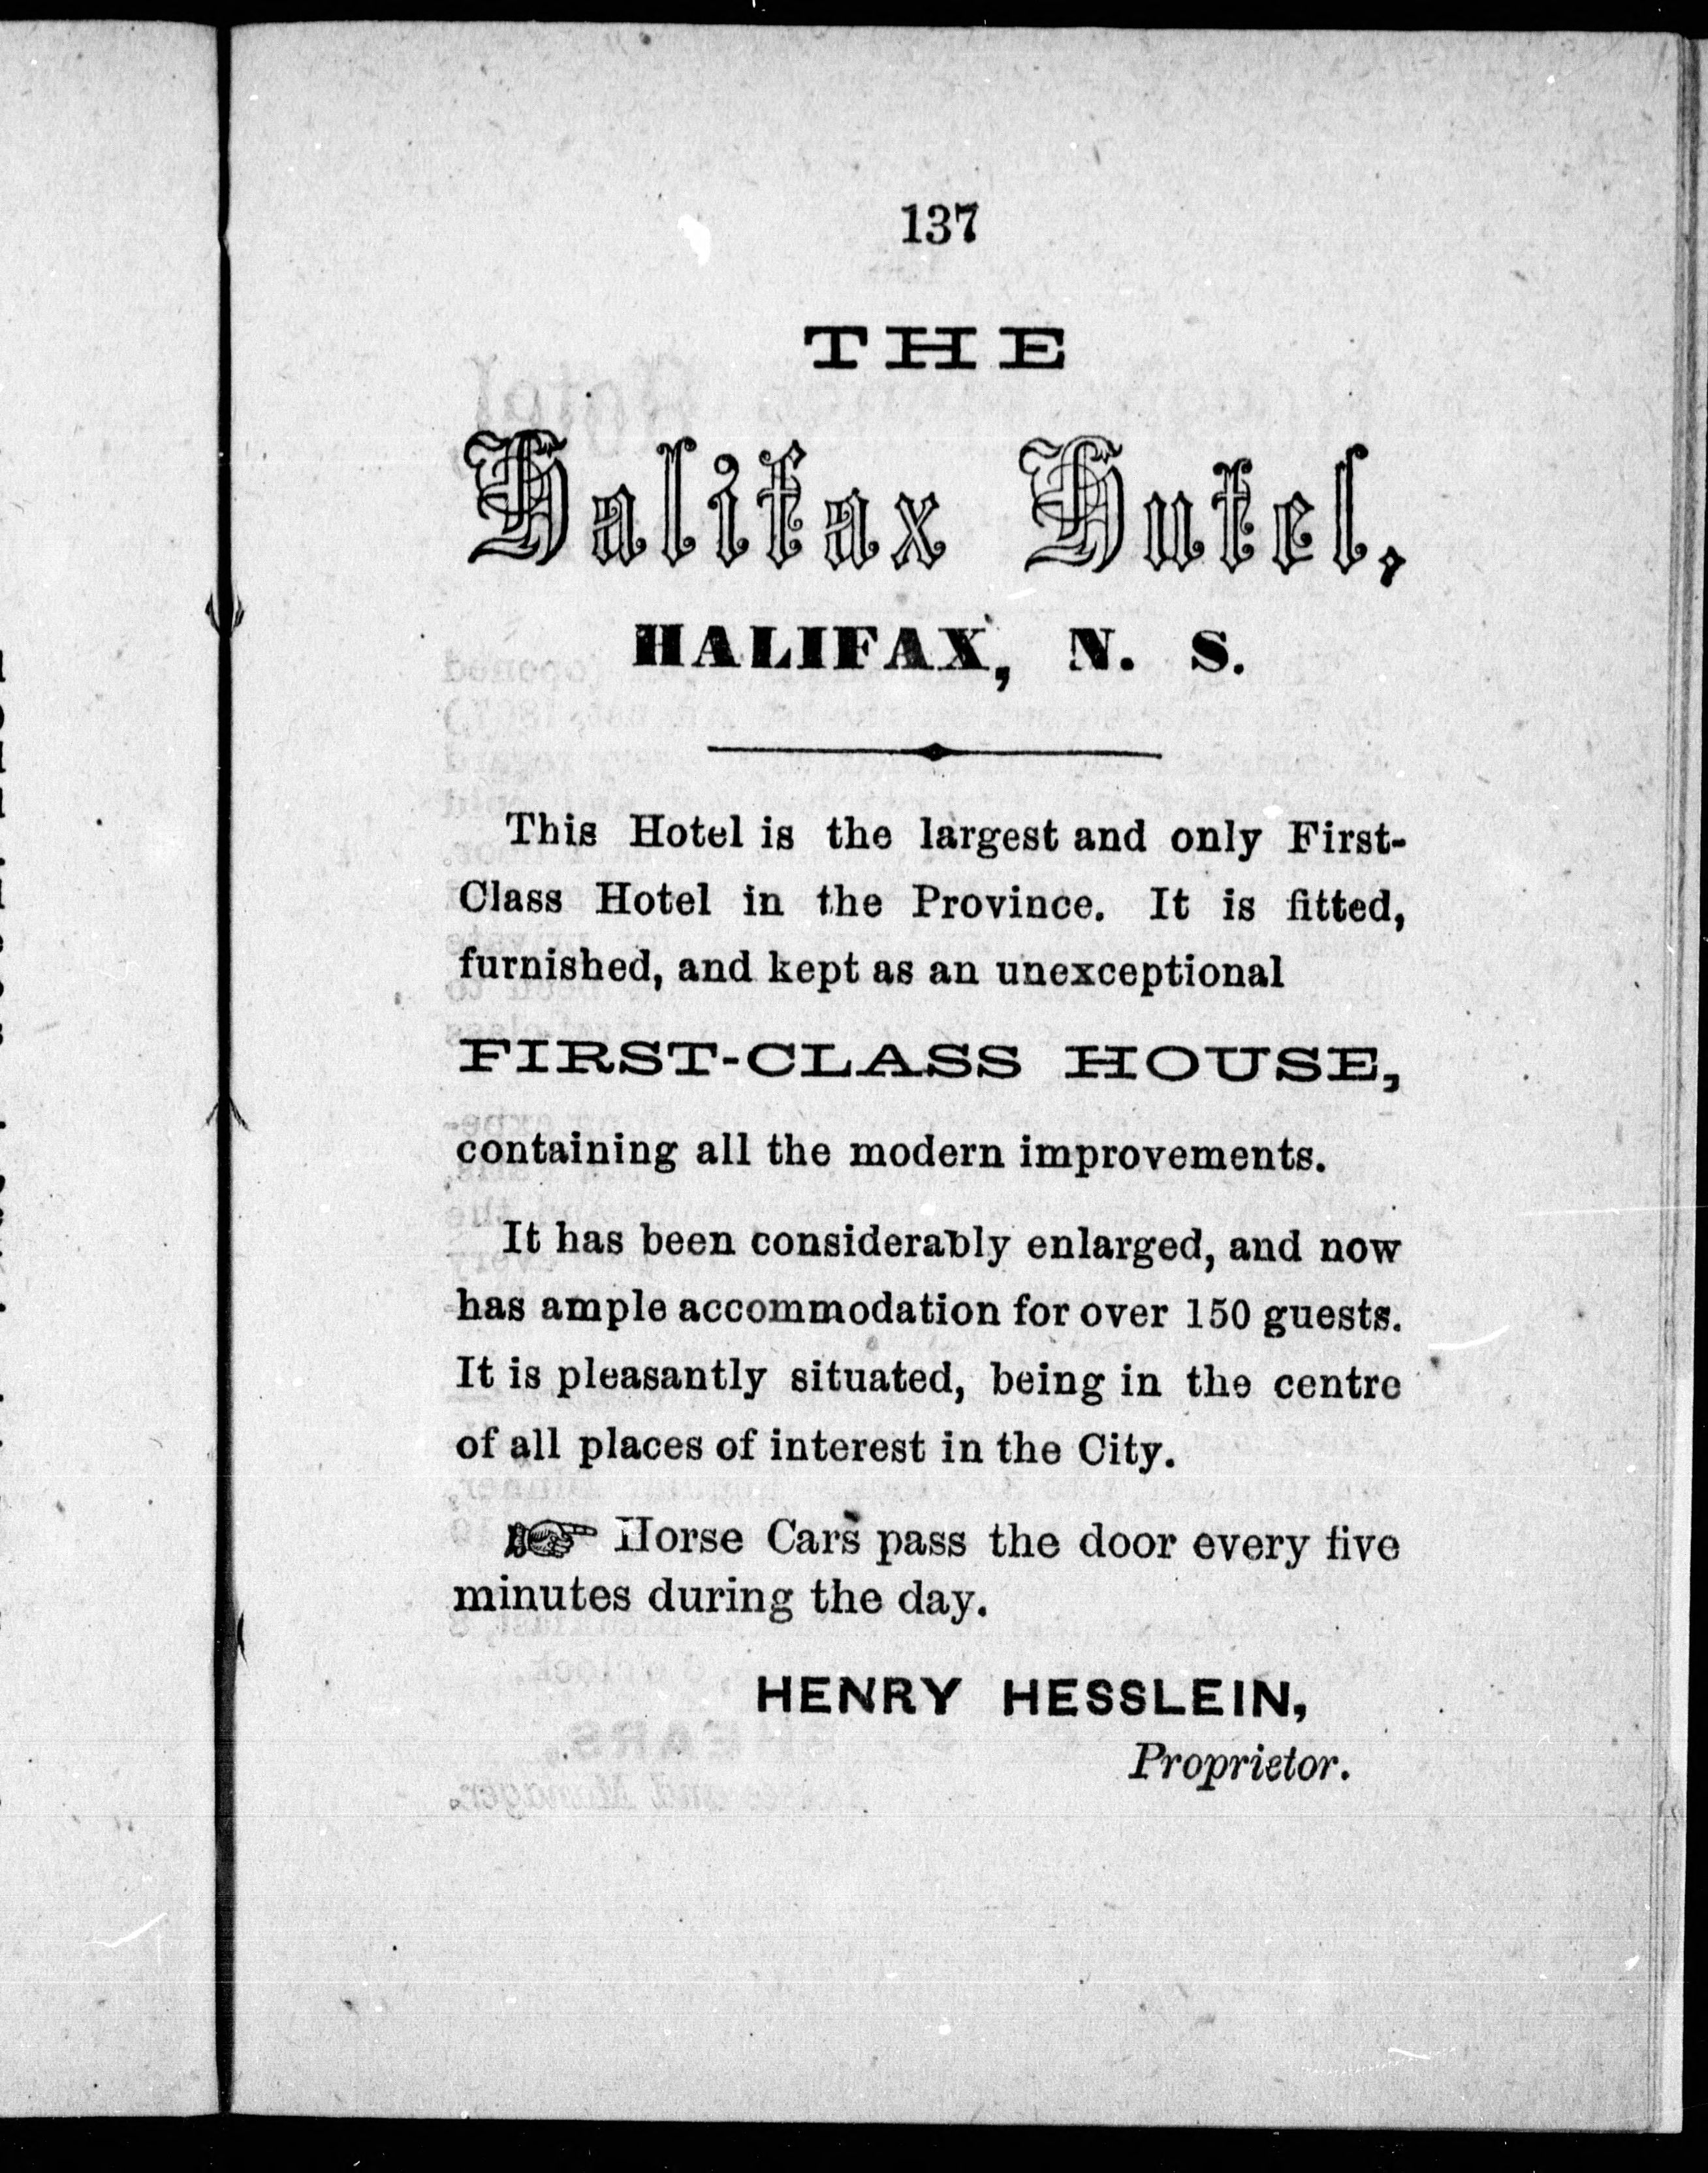 137
THE
Halifax Hotel,
HALIFAX, N. S.
This Hotel is the largest and only First-
Class Hotel in the Province. It is fitted,
furnished, and kept as an unexceptional
FIRST-CLASS HOUSE,
containing all the modern improvements.
It has been considerably enlarged, and now
has ample accommodation for over 150 guests.
It is pleasantly situated, being in the centre
of all places of interest in the City.
☞ Horse Cars pass the door every five
minutes during the day.
HENRY HESSLEIN,
Proprietor.